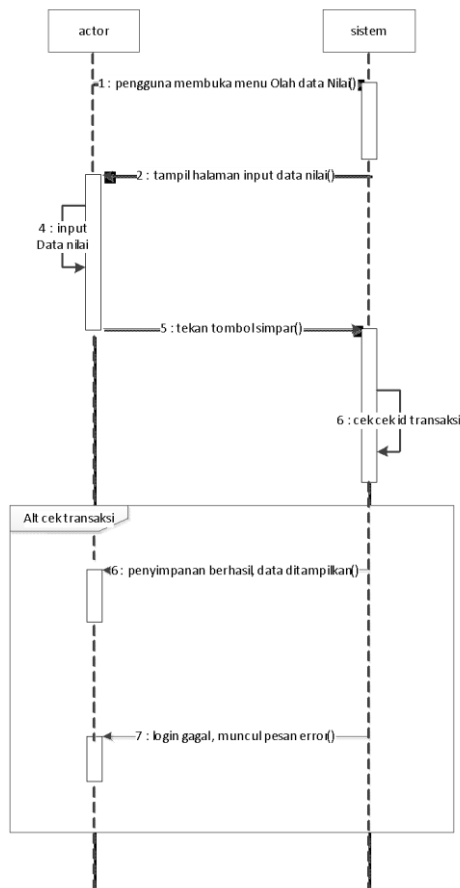 actor
sistem
1 : pengguna membuka menu Olah data Nilai()
2 : tampil halaman input data nilai()
4 : input
Data nilai
5 : tekan tombol simpar()
6 : cek cek id transaksi
Alt cek transaksi
6 : penyimpanan berhasil, data ditampilkan()
7 : login gagal, muncul pesan error()